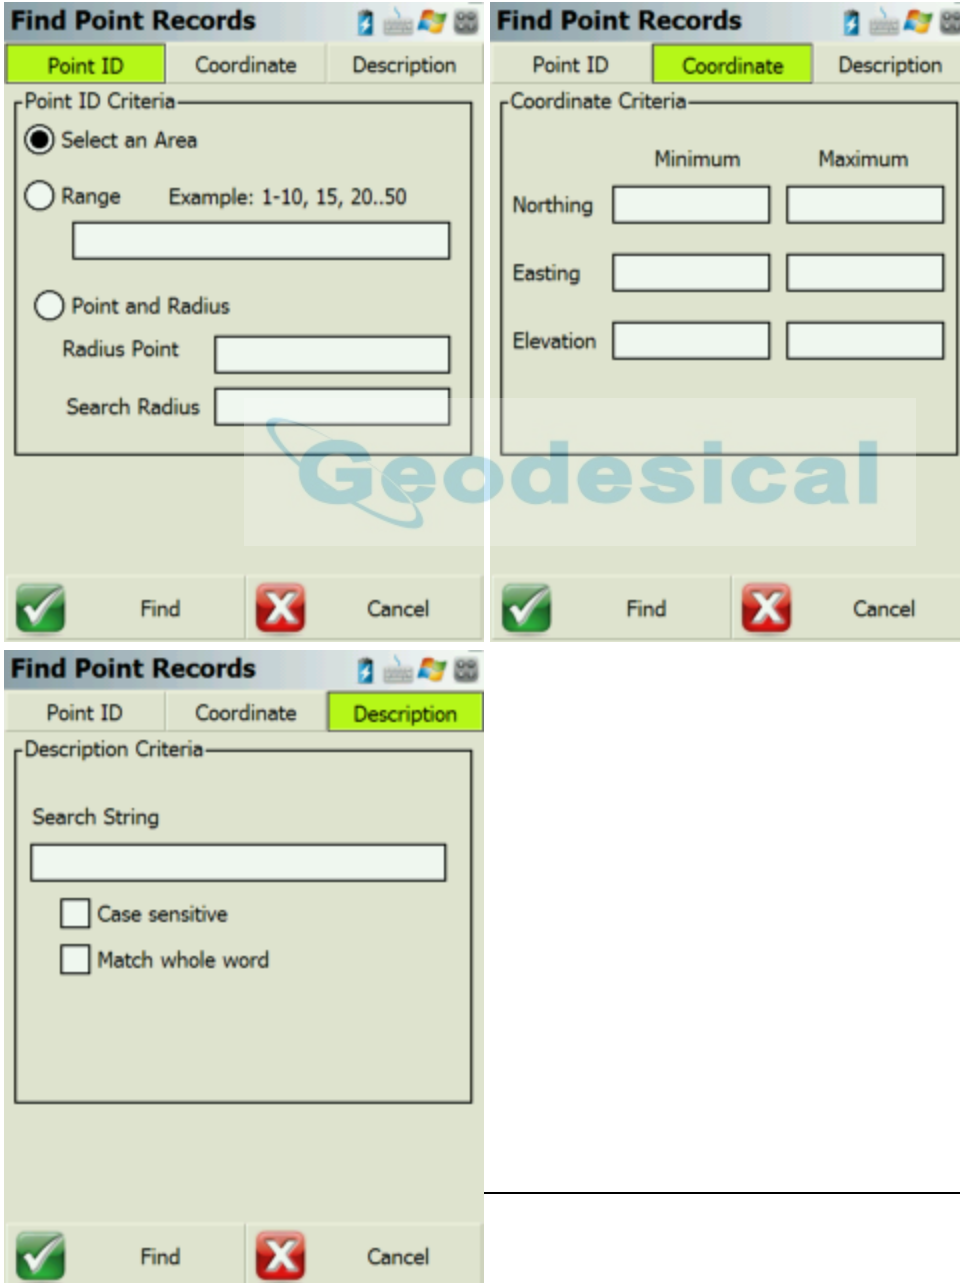 Find Point Records
Point ID Coordinate Description
Point ID Criteria
Select an Area
Range Example: 1-10, 15, 20..50
Point and Radius
Radius Point
Search Radius
Find Cancel
Find Point Records
Point ID Coordinate Description
Coordinate Criteria
Minimum Maximum
Northing
Easting
Elevation
Find Cancel
Geodesical
Find Point Records
Point ID Coordinate Description
Description Criteria
Search String
Case sensitive
Match whole word
Find Cancel